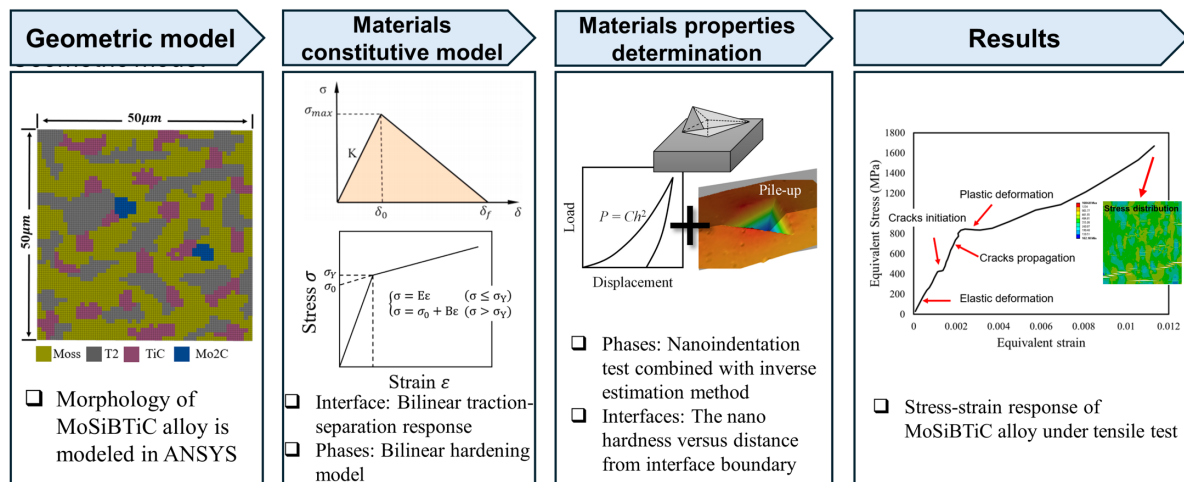 Geometric model
Geometric model
50μm
50μm
Moss
T2
TiC
Mo2C
❑ Morphology of
MoSiBTiC alloy is
modeled in ANSYS
Materials
constitutive model
σ
σmax
K
δ0
δf
δ
Stress σ
σY
σ0
{σ = Eε (σ ≤ σY)
{σ = σ0 + Bε (σ > σY)
Strain ε
❑ Interface: Bilinear traction-
separation response
❑ Phases: Bilinear hardening
model
Materials properties
determination
Load
P = Ch²
Displacement
Pile-up
❑ Phases: Nanoindentation
test combined with inverse
estimation method
❑ Interfaces: The nano
hardness versus distance
from interface boundary
Results
Equivalent Stress (MPa)
1800
1600
1400
1200
1000
800
600
400
200
0
0
0.002
0.004
0.006
0.008
0.01
0.012
Equivalent strain
Plastic deformation
Cracks initiation
Cracks propagation
Elastic deformation
Stress distribution
❑ Stress-strain response of
MoSiBTiC alloy under tensile test